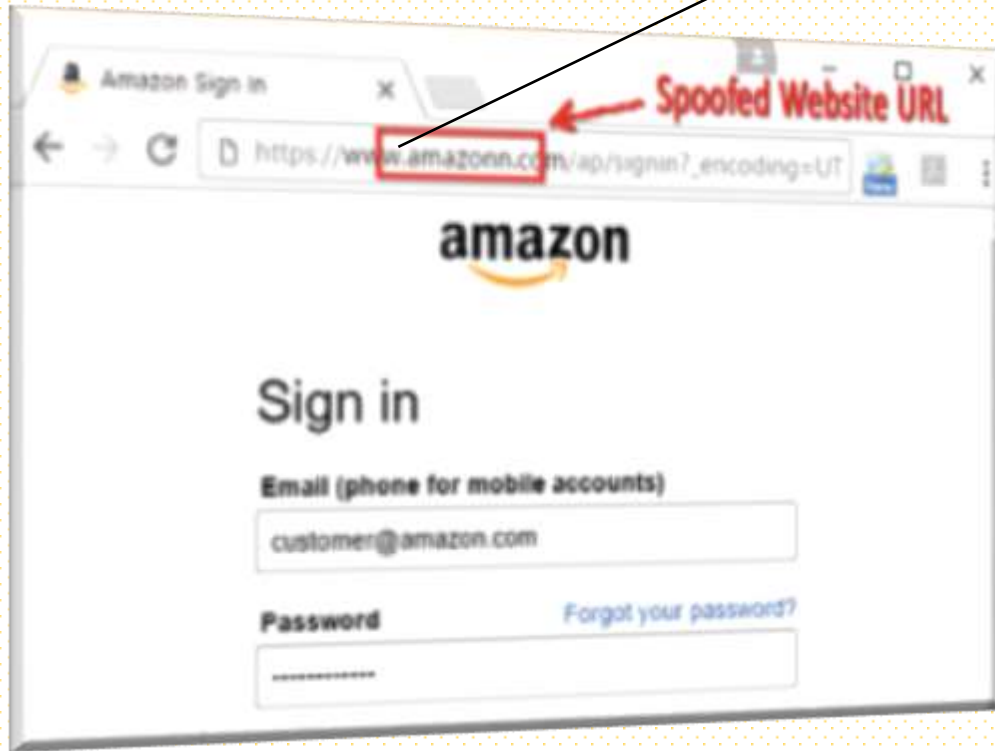 Amazon Sign In
Spoofed Website URL
https://www.amazonn.com/ap/signin?_encoding=UT
amazon
Sign in
Email (phone for mobile accounts)
customer@amazon.com
Password Forgot your password?